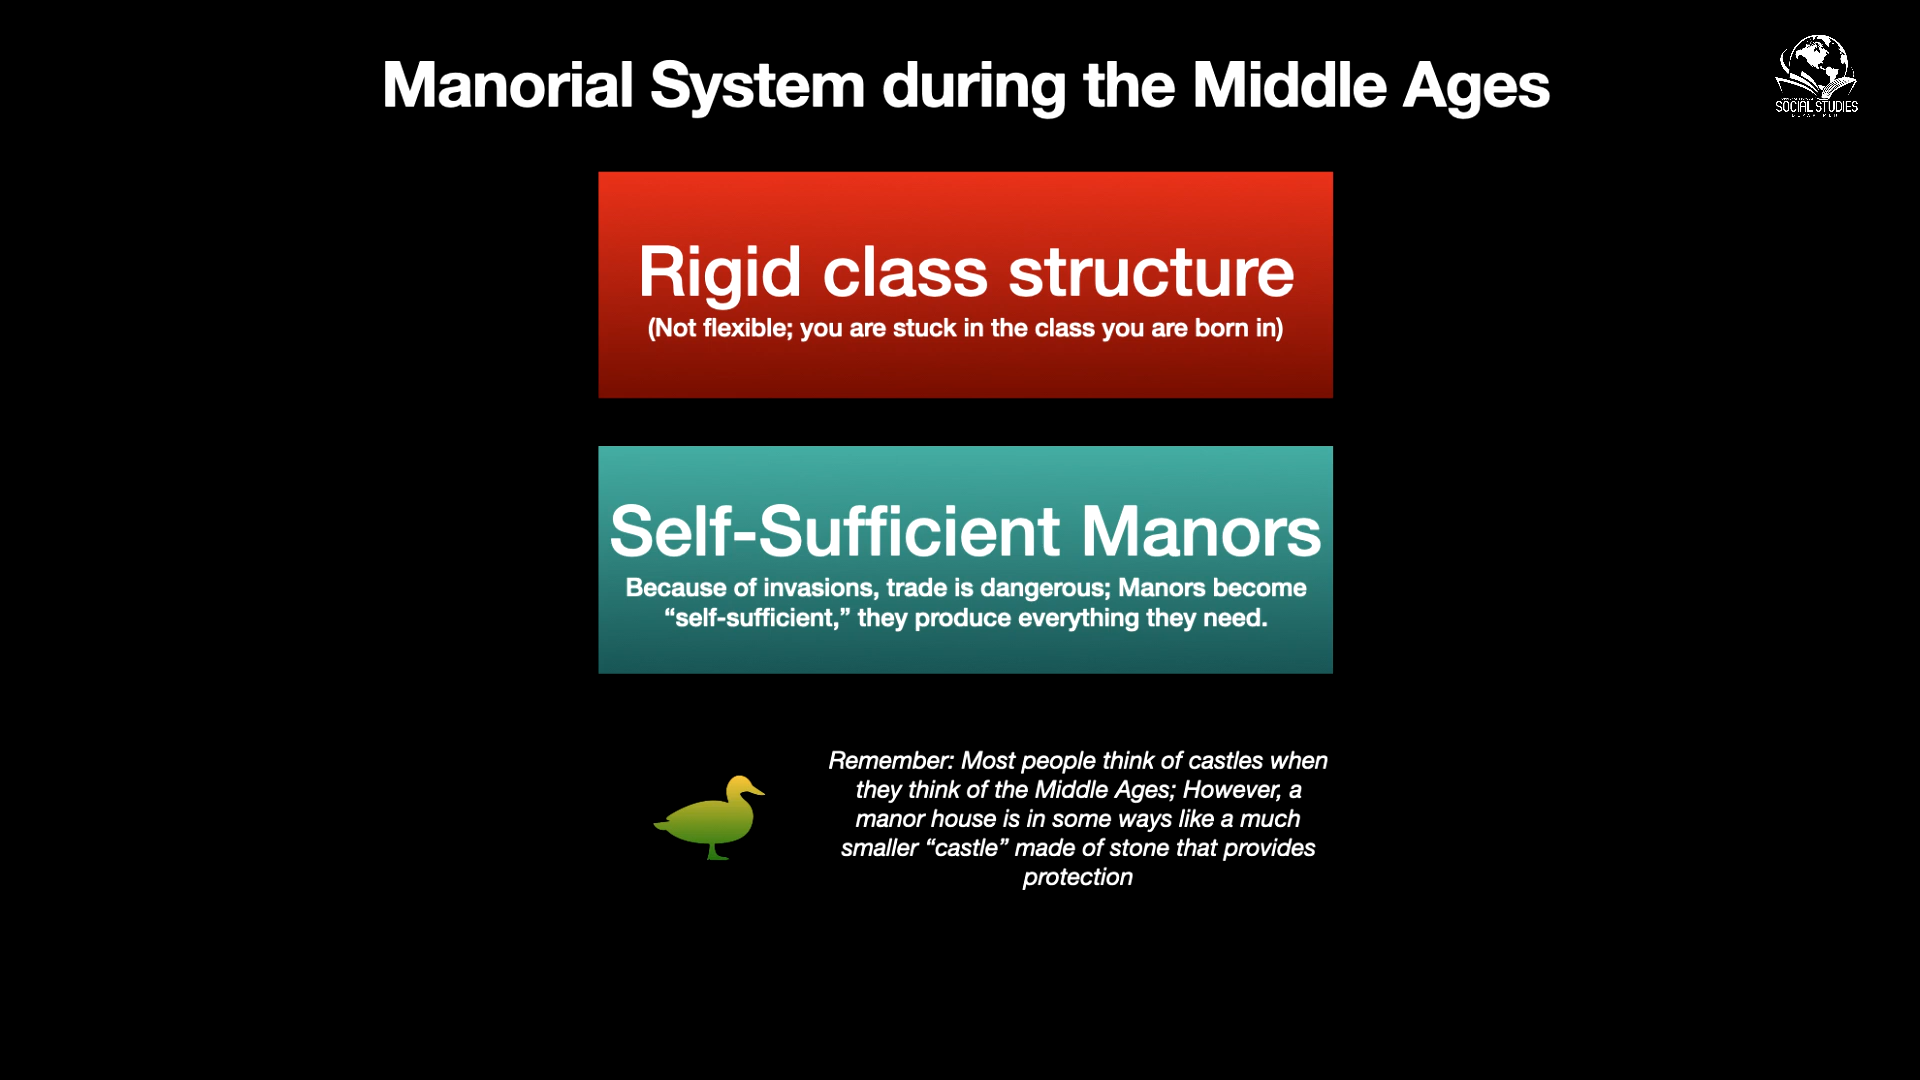 Manorial System during the Middle Ages
SOCIAL STUDIES
Rigid class structure
(Not flexible; you are stuck in the class you are born in)
Self-Sufficient Manors
Because of invasions, trade is dangerous; Manors become
“self-sufficient,” they produce everything they need.
Remember: Most people think of castles when
they think of the Middle Ages; However, a
manor house is in some ways like a much
smaller “castle” made of stone that provides
protection